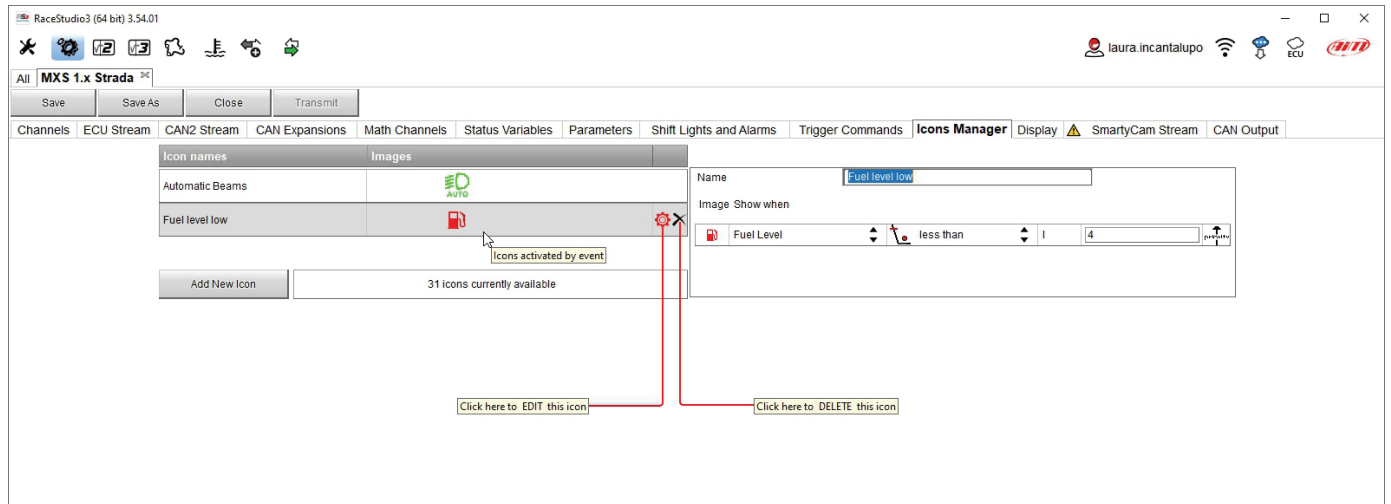 RaceStudio3 (64 bit) 3.54.01
laura.incantalupo
ECU
AiM
All MXS 1.x Strada
Save Save As Close Transmit
Channels ECU Stream CAN2 Stream CAN Expansions Math Channels Status Variables Parameters Shift Lights and Alarms Trigger Commands Icons Manager Display SmartyCam Stream CAN Output
Icon names Images
Automatic Beams AUTO
Fuel level low
Icons activated by event
Add New Icon 31 icons currently available
Name Fuel level low
Image Show when
Fuel Level less than l 4
Click here to EDIT this icon
Click here to DELETE this icon